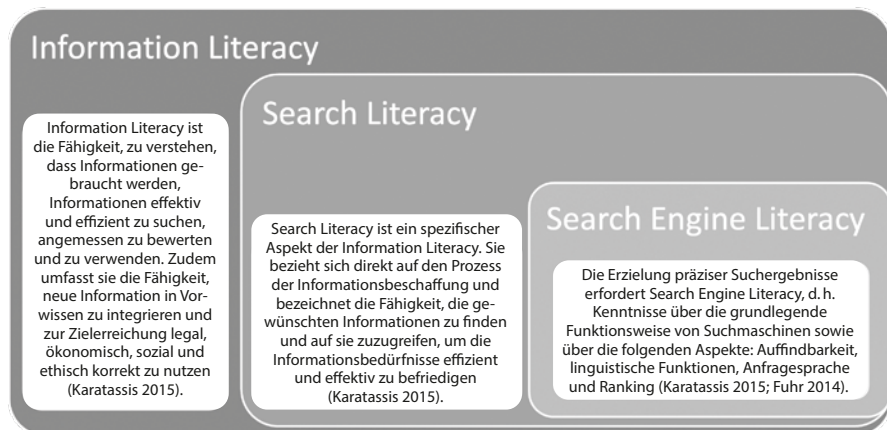 Information Literacy
Information Literacy ist
die Fähigkeit, zu verstehen,
dass Informationen ge-
braucht werden,
Informationen effektiv
und effizient zu suchen,
angemessen zu bewerten
und zu verwenden. Zudem
umfasst sie die Fähigkeit,
neue Information in Vor-
wissen zu integrieren und
zur Zielerreichung legal,
ökonomisch, sozial und
ethisch korrekt zu nutzen
(Karatassis 2015).
Search Literacy
Search Literacy ist ein spezifischer
Aspekt der Information Literacy. Sie
bezieht sich direkt auf den Prozess
der Informationsbeschaffung und
bezeichnet die Fähigkeit, die ge-
wünschten Informationen zu finden
und auf sie zuzugreifen, um die
Informationsbedürfnisse effizient
und effektiv zu befriedigen
(Karatassis 2015).
Search Engine Literacy
Die Erzielung präziser Suchergebnisse
erfordert Search Engine Literacy, d. h.
Kenntnisse über die grundlegende
Funktionsweise von Suchmaschinen sowie
über die folgenden Aspekte: Auffindbarkeit,
linguistische Funktionen, Anfragesprache
und Ranking (Karatassis 2015; Fuhr 2014).